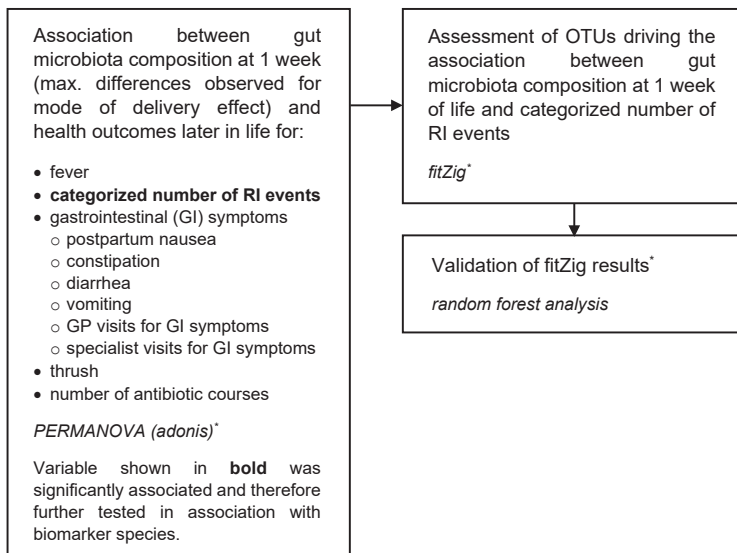 Association between gut
microbiota composition at 1 week
(max. differences observed for
mode of delivery effect) and
health outcomes later in life for:
• fever
• categorized number of RI events
• gastrointestinal (GI) symptoms
○ postpartum nausea
○ constipation
○ diarrhea
○ vomiting
○ GP visits for GI symptoms
○ specialist visits for GI symptoms
• thrush
• number of antibiotic courses
PERMANOVA (adonis)*
Variable shown in bold was
significantly associated and therefore
further tested in association with
biomarker species.
Assessment of OTUs driving the
association between gut
microbiota composition at 1 week
of life and categorized number of
RI events
fitZig*
Validation of fitZig results*
random forest analysis